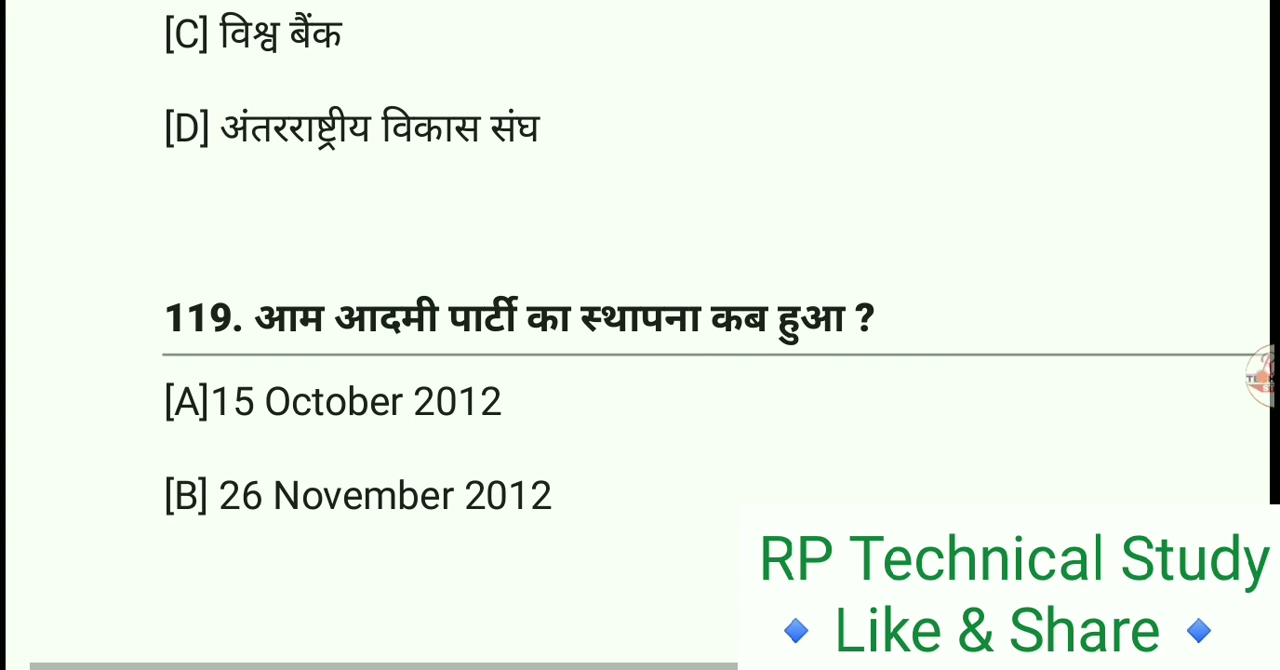 [C] विश्व बैंक
[D] अंतरराष्ट्रीय विकास संघ
119. आम आदमी पार्टी का स्थापना कब हुआ ?
[A]15 October 2012
[B] 26 November 2012
RP Technical Study
🔹 Like & Share 🔹